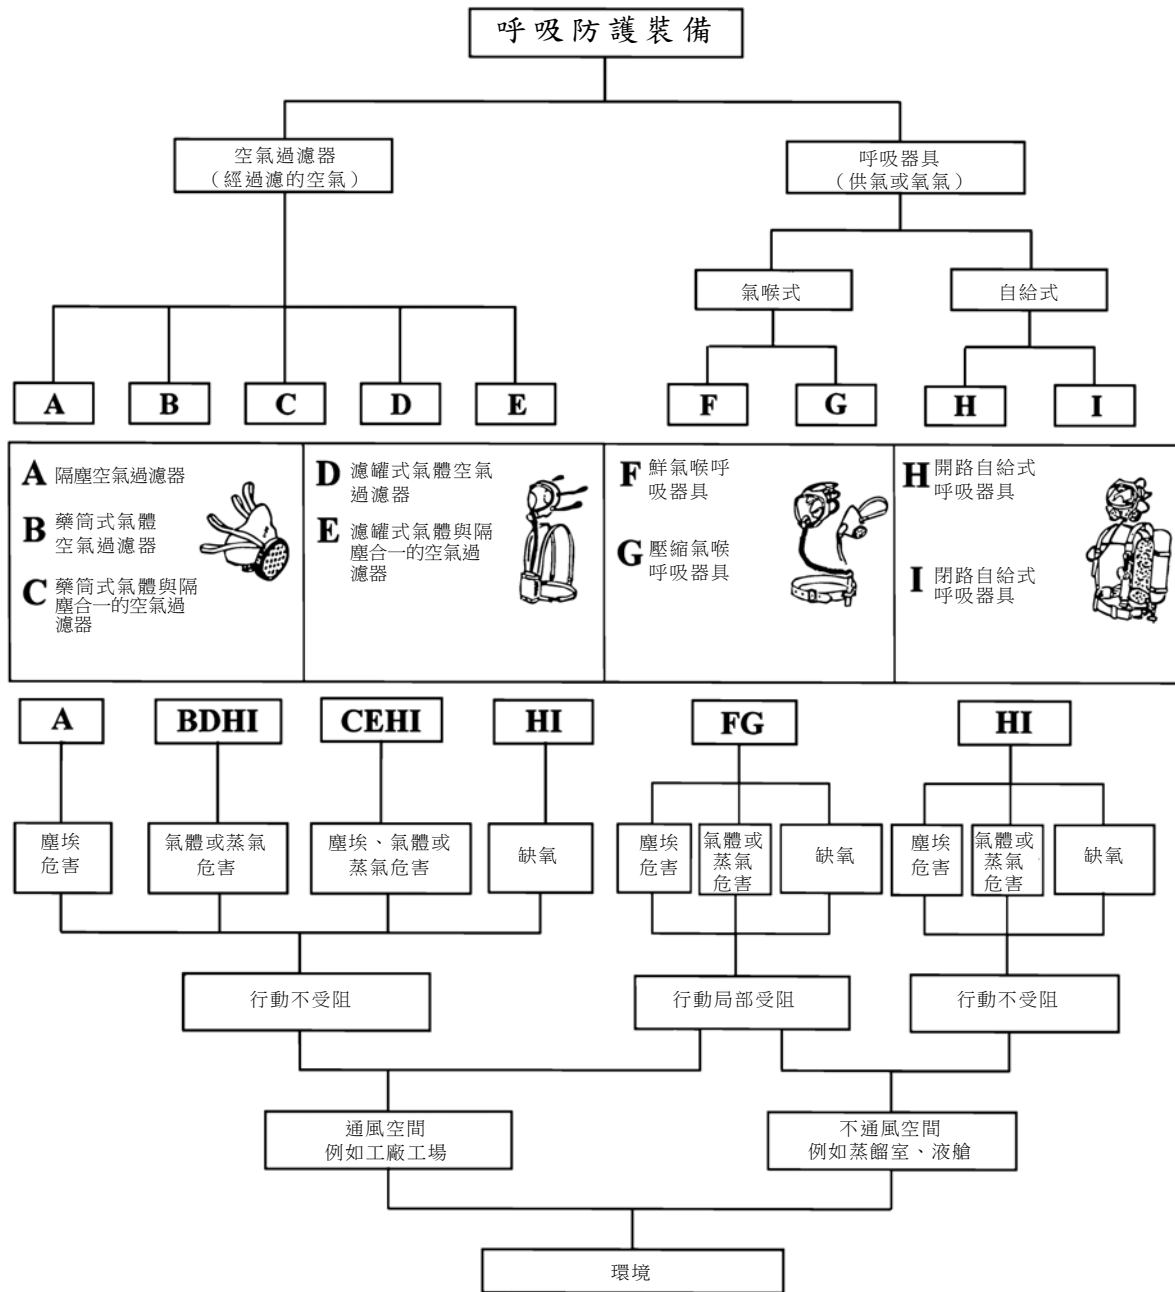 呼吸防護裝備
空氣過濾器
（經過濾的空氣）
呼吸器具
（供氣或氧氣）
氣喉式
自給式
A
B
C
D
E
F
G
H
I
A 隔塵空氣過濾器
B 藥筒式氣體
空氣過濾器
C 藥筒式氣體與隔
塵合一的空氣過
濾器
D 濾罐式氣體空氣
過濾器
E 濾罐式氣體與隔
塵合一的空氣過
濾器
F 鮮氣喉呼
吸器具
G 壓縮氣喉
呼吸器具
H 開路自給式
呼吸器具
I 閉路自給式
呼吸器具
A
BDHI
CEHI
HI
FG
HI
塵埃
危害
氣體或蒸氣
危害
塵埃、氣體或
蒸氣危害
缺氧
塵埃
危害
氣體或
蒸氣
危害
缺氧
塵埃
危害
氣體或
蒸氣
危害
缺氧
行動不受阻
行動局部受阻
行動不受阻
通風空間
例如工廠工場
不通風空間
例如蒸餾室、液艙
環境